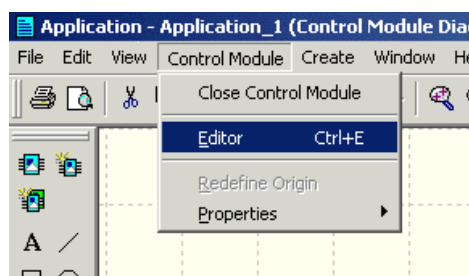 Application - Application_1 (Control Module Dia
File Edit View Control Module Create Window
Close Control Module
Editor Ctrl+E
Redefine Origin
Properties
A